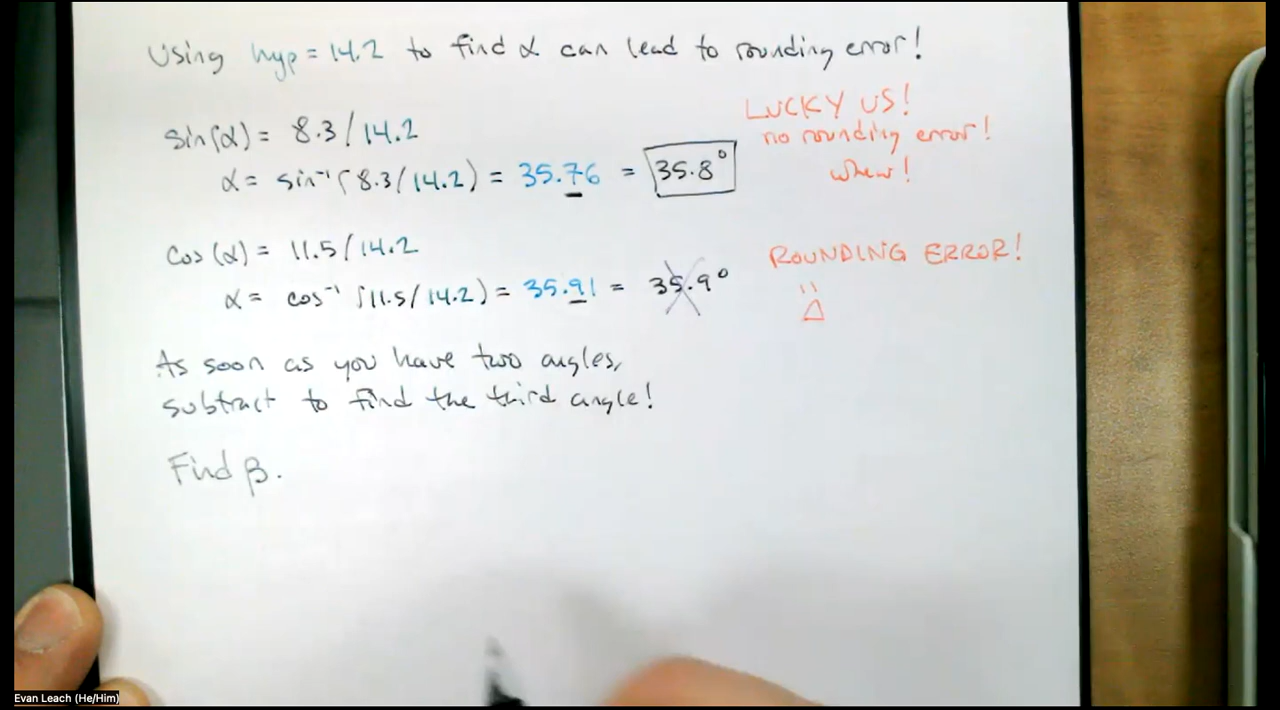 Using hyp = 14.2 to find α can lead to rounding error!
LUCKY US!
no rounding error!
whew!
sin(α) = 8.3/14.2
α = sin⁻¹(8.3/14.2) = 35.76 = 35.8°
cos(α) = 11.5/14.2
α = cos⁻¹(11.5/14.2) = 35.91 = 35.9°
ROUNDING ERROR!
As soon as you have two angles,
subtract to find the third angle!
Find β.
Evan Leach (He/Him)